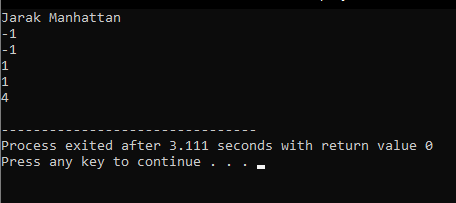 Jarak Manhattan
-1
-1
1
1
4
--------------------------------
Process exited after 3.111 seconds with return value 0
Press any key to continue . . .